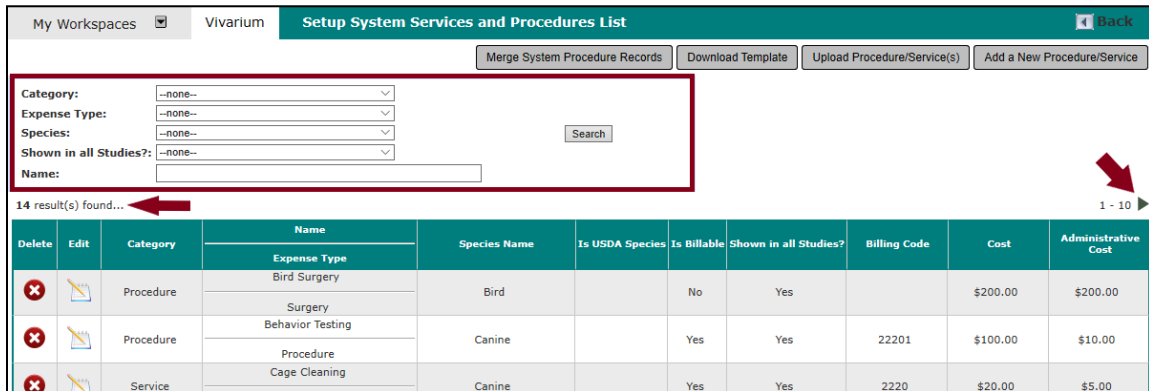 My Workspaces Vivarium Setup System Services and Procedures List Back
Merge System Procedure Records Download Template Upload Procedure/Service(s) Add a New Procedure/Service
Category: --none--
Expense Type: --none--
Species: --none-- Search
Shown in all Studies?: --none--
Name:
14 result(s) found... 1 - 10
Delete Edit Category Name Species Name Is USDA Species Is Billable Shown in all Studies? Billing Code Cost Administrative Cost
Expense Type
Bird Surgery
Procedure Bird No Yes $200.00 $200.00
Surgery
Behavior Testing
Procedure Canine Yes Yes 22201 $100.00 $10.00
Procedure
Cage Cleaning
Service Canine Yes Yes 2220 $20.00 $5.00